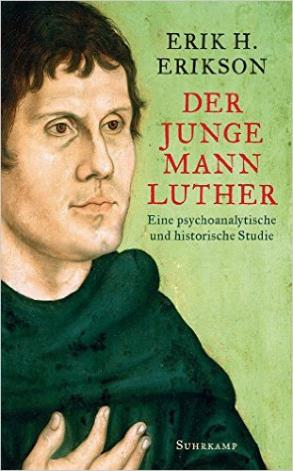 ERIK H.
ERIKSON
DER
JUNGE
MANN
LUTHER
Eine psychoanalytische
und historische Studie
SUHRKAMP